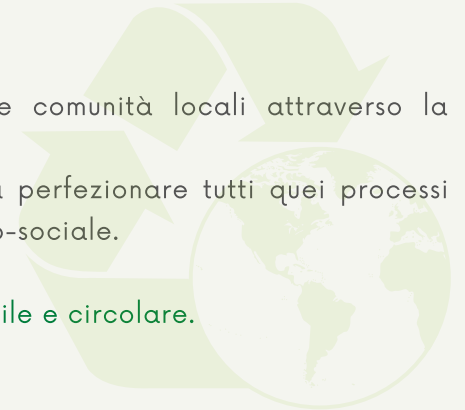 e comunità locali attraverso la
perfezionare tutti quei processi
o-sociale.
ile e circolare.